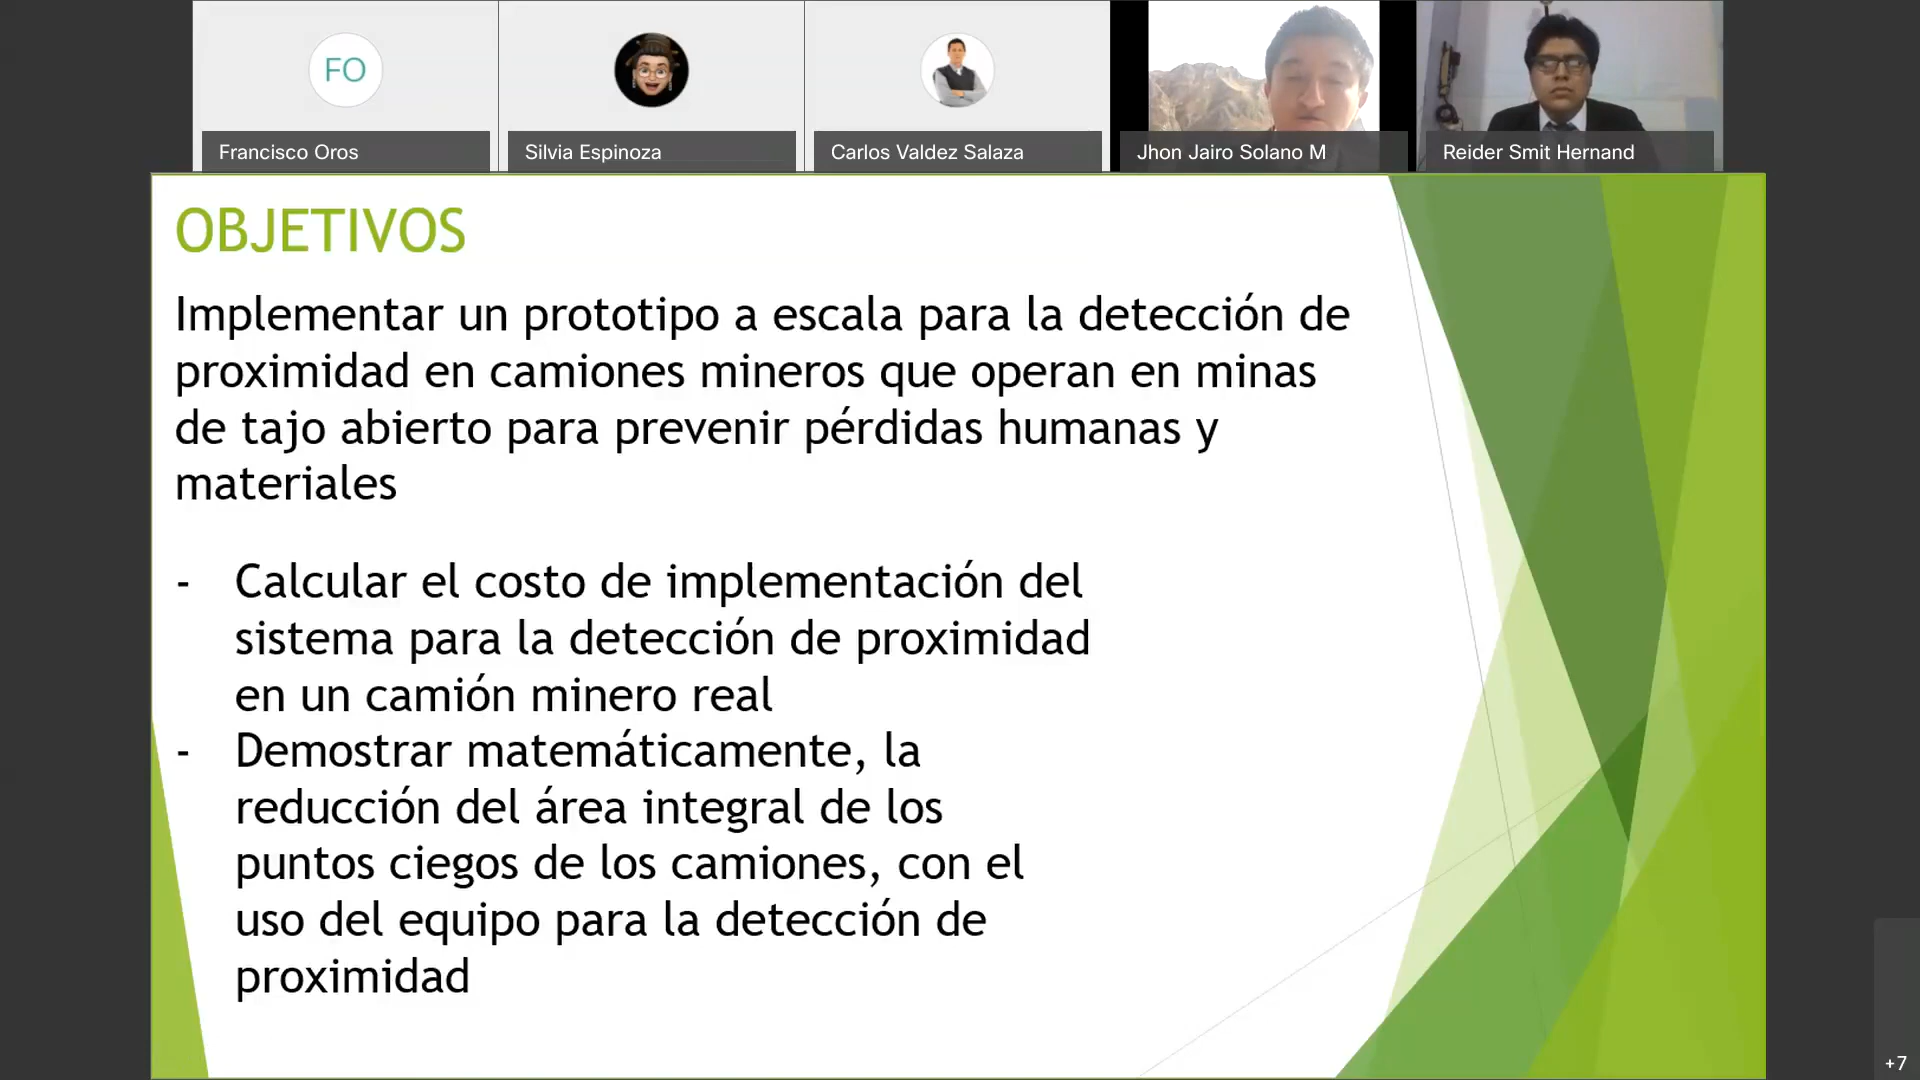 FO
Francisco Oros
Silvia Espinoza
Carlos Valdez Salaza
Jhon Jairo Solano M
Reider Smit Hernand
OBJETIVOS
Implementar un prototipo a escala para la detección de
proximidad en camiones mineros que operan en minas
de tajo abierto para prevenir pérdidas humanas y
materiales
- Calcular el costo de implementación del
sistema para la detección de proximidad
en un camión minero real
- Demostrar matemáticamente, la
reducción del área integral de los
puntos ciegos de los camiones, con el
uso del equipo para la detección de
proximidad
+7